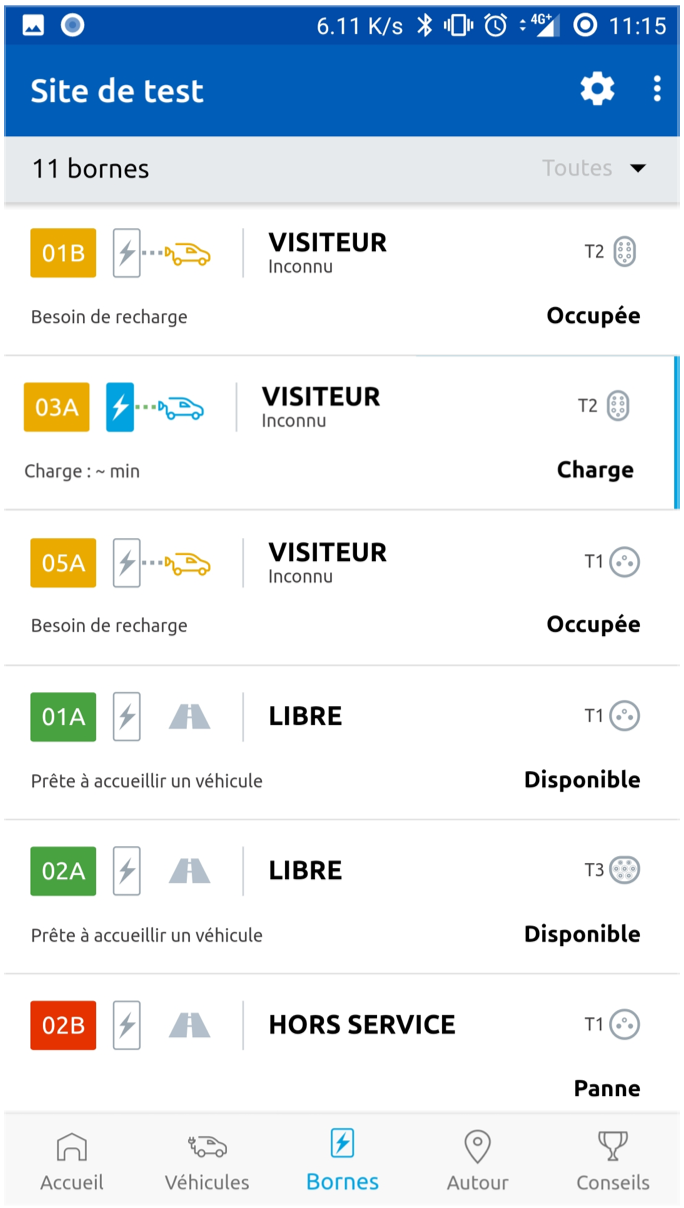 6.11 K/s 4G+ 11:15
Site de test
11 bornes Toutes
01B VISITEUR T2
Inconnu
Besoin de recharge Occupée
03A VISITEUR T2
Inconnu
Charge : ~ min Charge
05A VISITEUR T1
Inconnu
Besoin de recharge Occupée
01A LIBRE T1
Prête à accueillir un véhicule Disponible
02A LIBRE T3
Prête à accueillir un véhicule Disponible
02B HORS SERVICE T1
Panne
Accueil Véhicules Bornes Autour Conseils